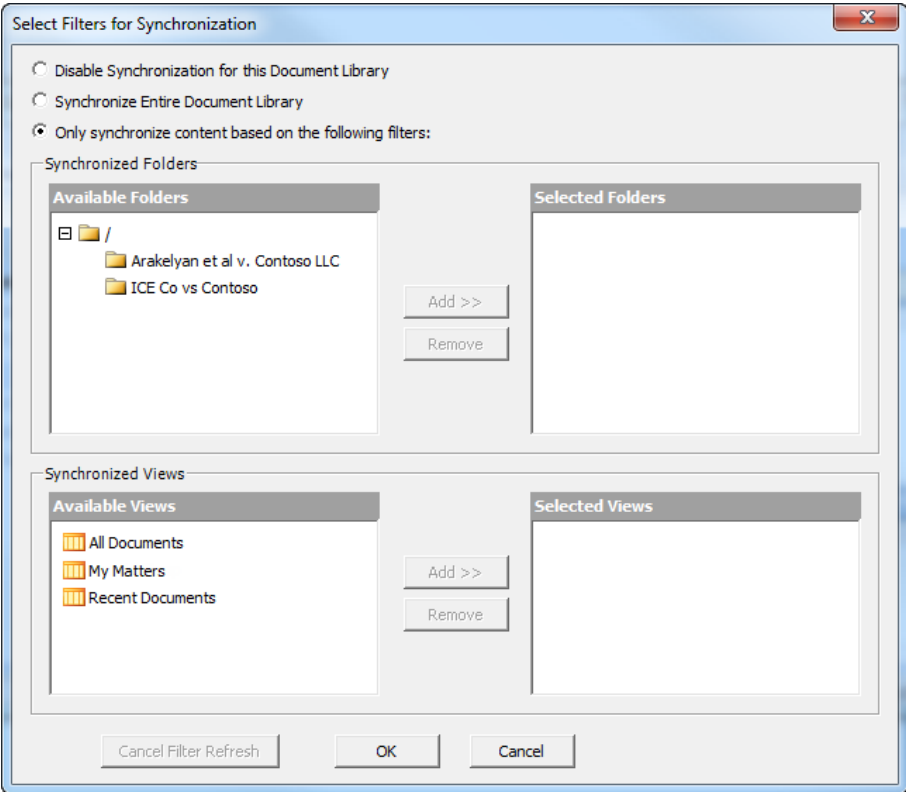 Select Filters for Synchronization
Disable Synchronization for this Document Library
Synchronize Entire Document Library
Only synchronize content based on the following filters:
Synchronized Folders
Available Folders
Selected Folders
/
Arakelyan et al v. Contoso LLC
ICE Co vs Contoso
Add >>
Remove
Synchronized Views
Available Views
Selected Views
All Documents
My Matters
Recent Documents
Add >>
Remove
Cancel Filter Refresh
OK
Cancel